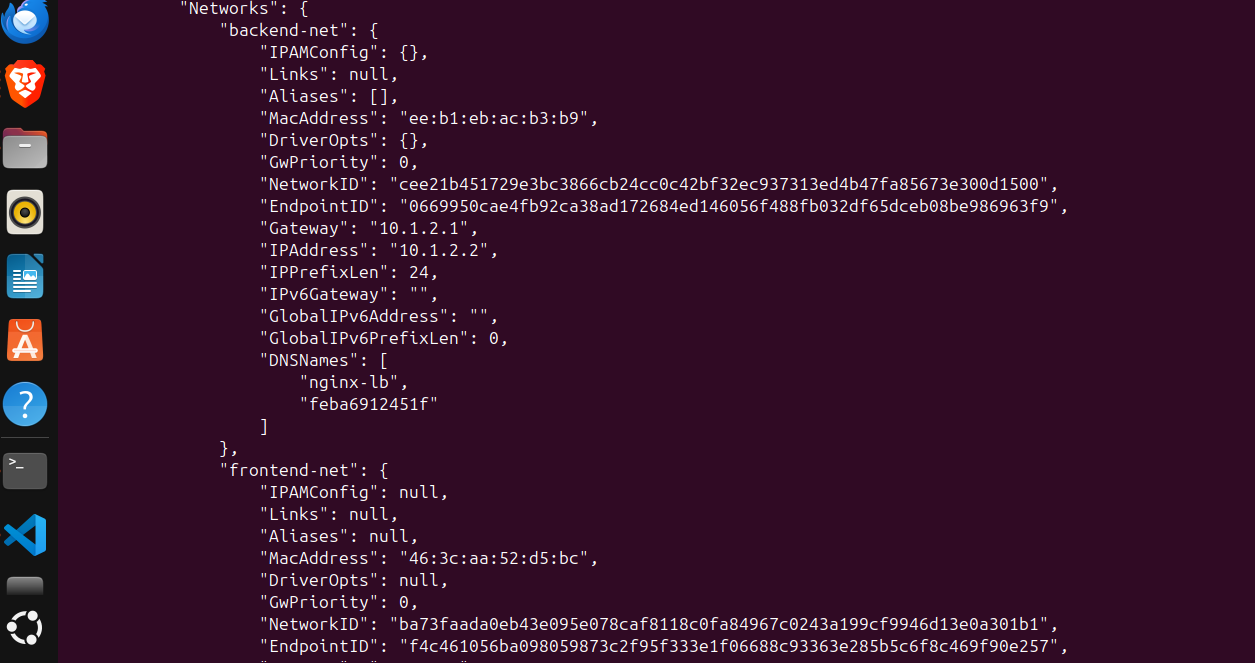 "Networks": {
"backend-net": {
"IPAMConfig": {},
"Links": null,
"Aliases": [],
"MacAddress": "ee:b1:eb:ac:b3:b9",
"DriverOpts": {},
"GwPriority": 0,
"NetworkID": "cee21b451729e3bc3866cb24cc0c42bf32ec937313ed4b47fa85673e300d1500",
"EndpointID": "0669950cae4fb92ca38ad172684ed146056f488fb032df65dceb08be986963f9",
"Gateway": "10.1.2.1",
"IPAddress": "10.1.2.2",
"IPPrefixLen": 24,
"IPv6Gateway": "",
"GlobalIPv6Address": "",
"GlobalIPv6PrefixLen": 0,
"DNSNames": [
"nginx-lb",
"feba6912451f"
]
},
"frontend-net": {
"IPAMConfig": null,
"Links": null,
"Aliases": null,
"MacAddress": "46:3c:aa:52:d5:bc",
"DriverOpts": null,
"GwPriority": 0,
"NetworkID": "ba73faada0eb43e095e078caf8118c0fa84967c0243a199cf9946d13e0a301b1",
"EndpointID": "f4c461056ba098059873c2f95f333e1f06688c93363e285b5c6f8c469f90e257",